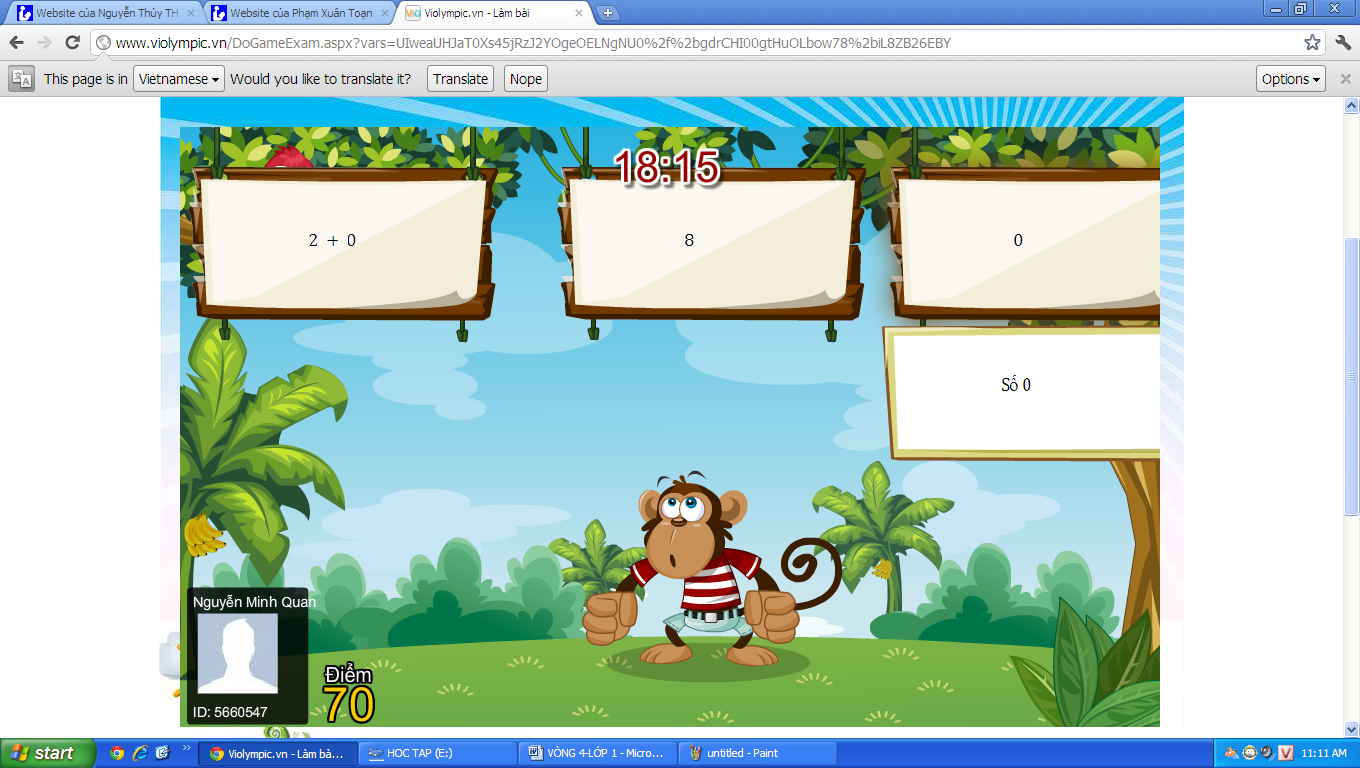 Website của Nguyễn Thúy TH
Website của Phạm Xuân Toạn
Violympic.vn - Làm bài
www.violympic.vn/DoGameExam.aspx?vars=UIweaUHJaT0Xs45jRzJ2YOgeOELNgNU0%2f%2bgdrCHI00gtHuOLbow78%2biL8ZB26EBY
This page is in Vietnamese Would you like to translate it? Translate Nope Options
18:15
2 + 0
8
0
Số 0
Nguyễn Minh Quan
ID: 5660547
Điểm
70
start
Violympic.vn - Làm bà...
HOC TAP (E:)
VÒNG 4-LỚP 1 - Micro...
untitled - Paint
V
11:11 AM